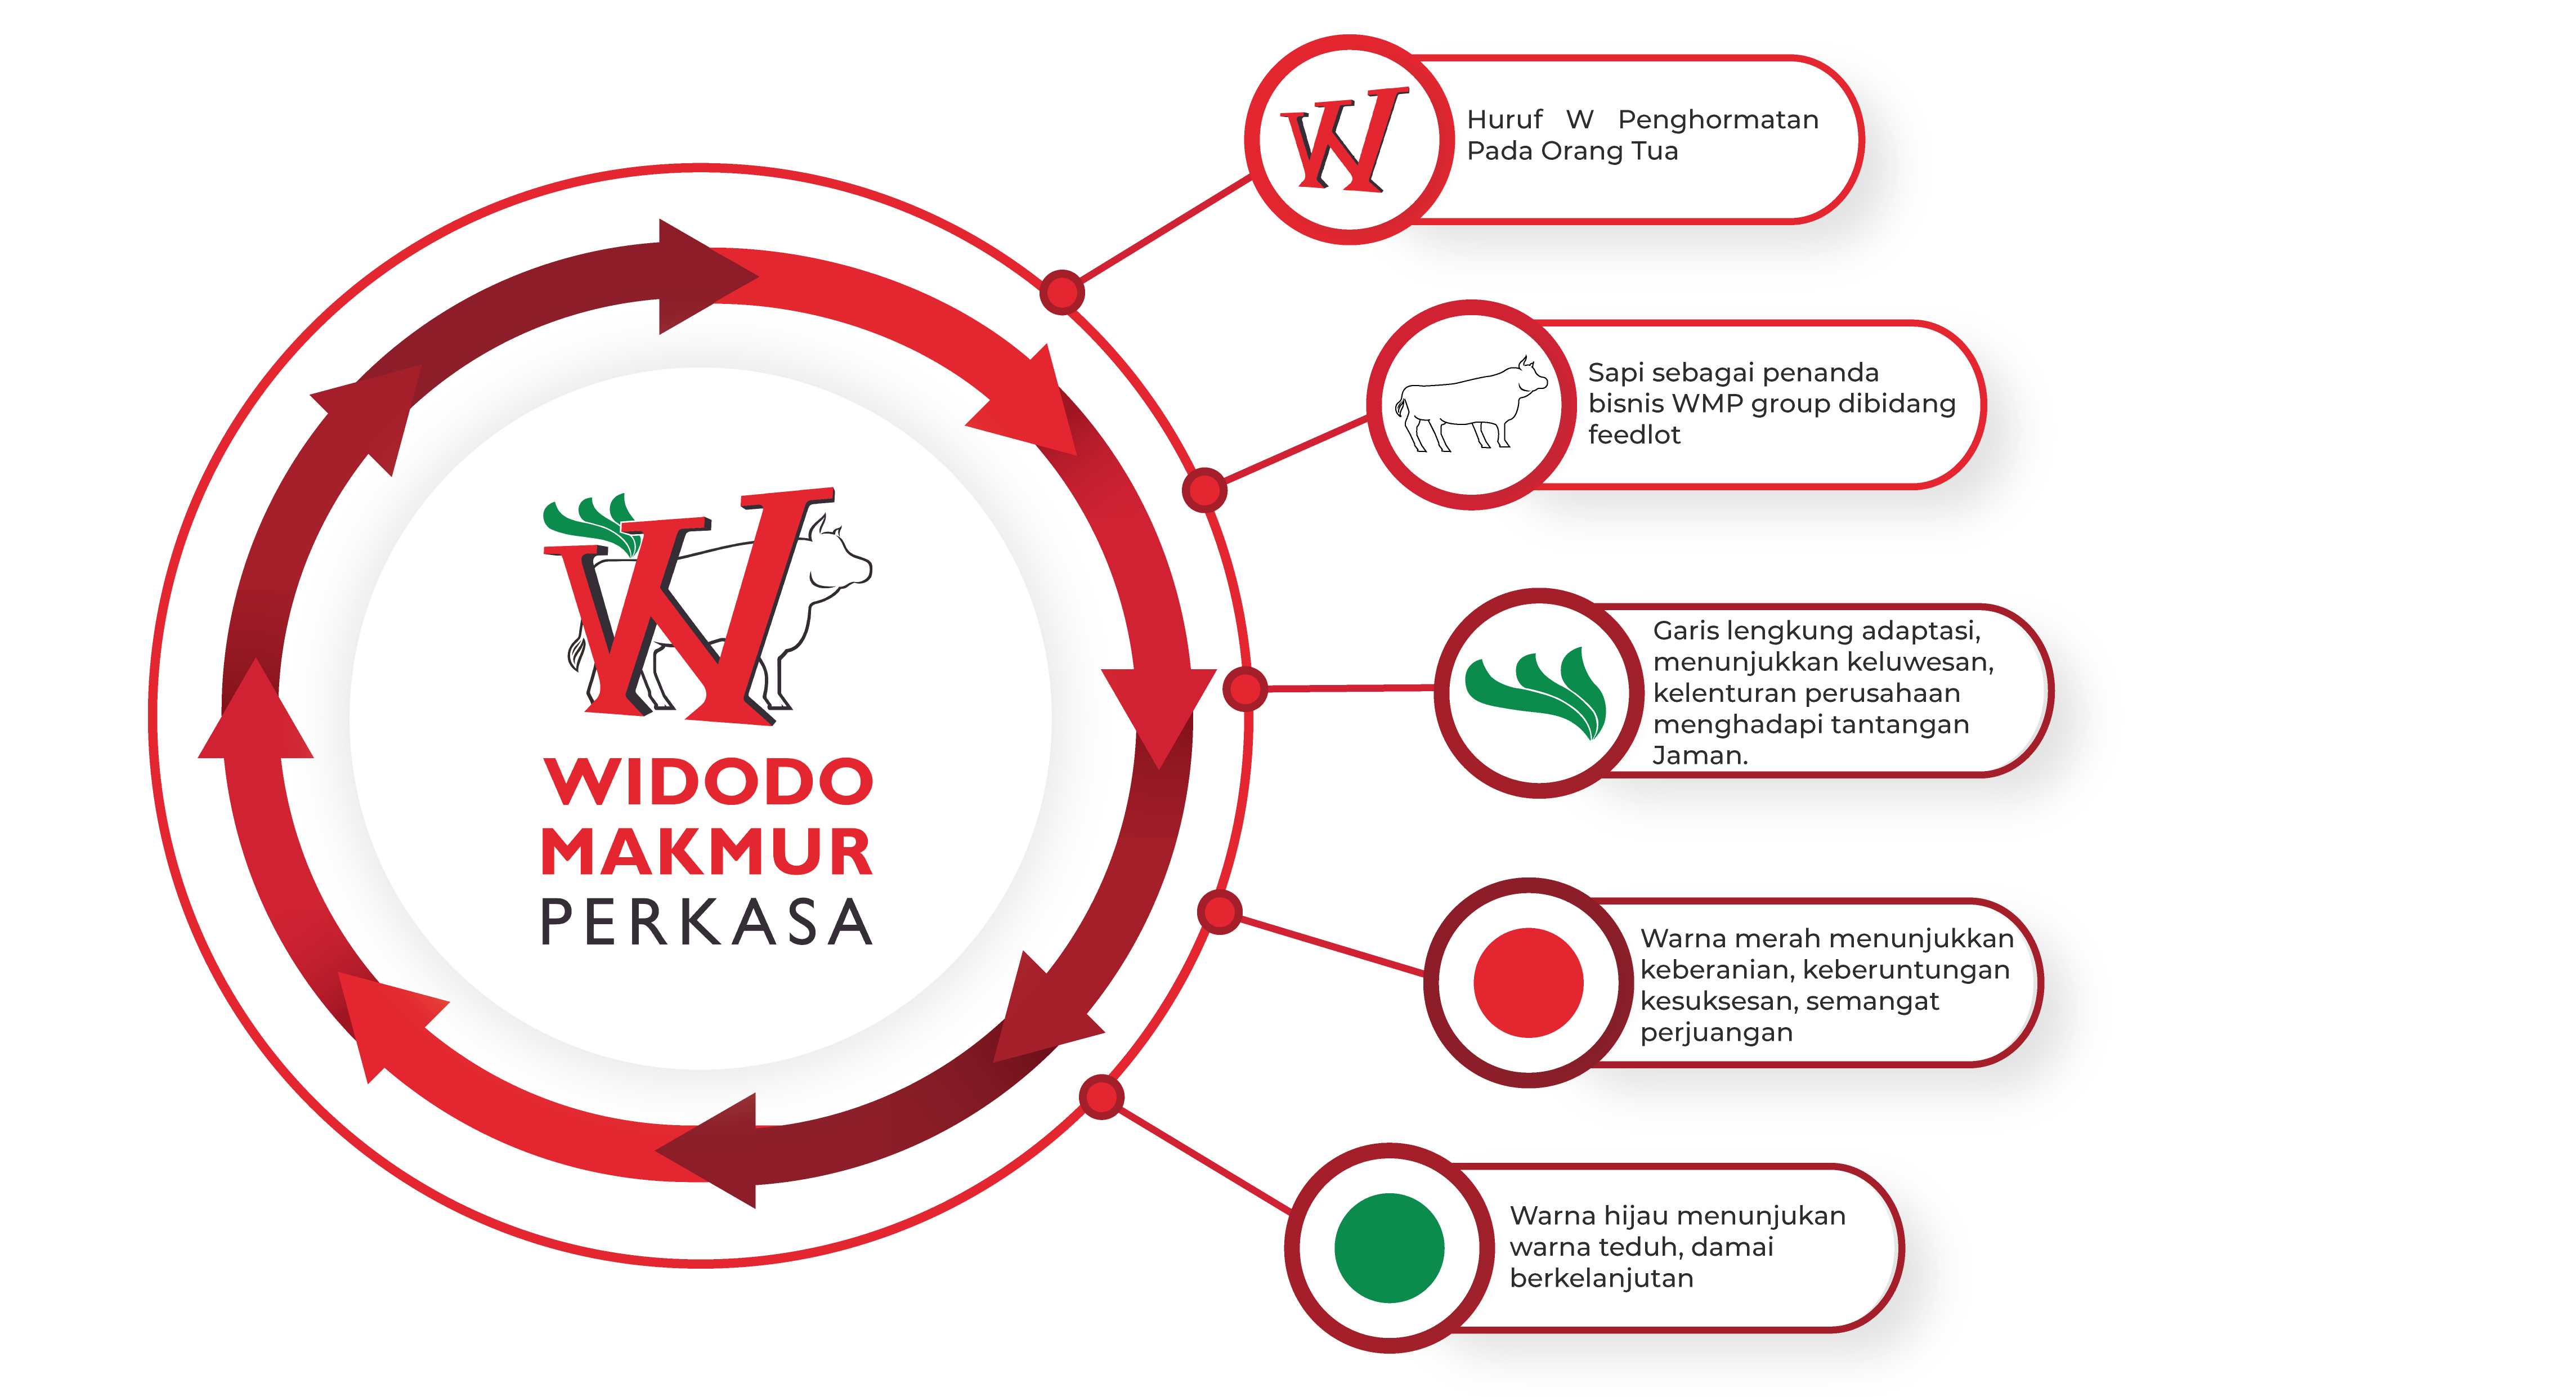 WIDODO
MAKMUR
PERKASA
Huruf W Penghormatan
Pada Orang Tua
Sapi sebagai penanda
bisnis WMP group dibidang
feedlot
Garis lengkung adaptasi,
menunjukkan keluwesan,
kelenturan perusahaan
menghadapi tantangan
Jaman.
Warna merah menunjukkan
keberanian, keberuntungan
kesuksesan, semangat
perjuangan
Warna hijau menunjukan
warna teduh, damai
berkelanjutan